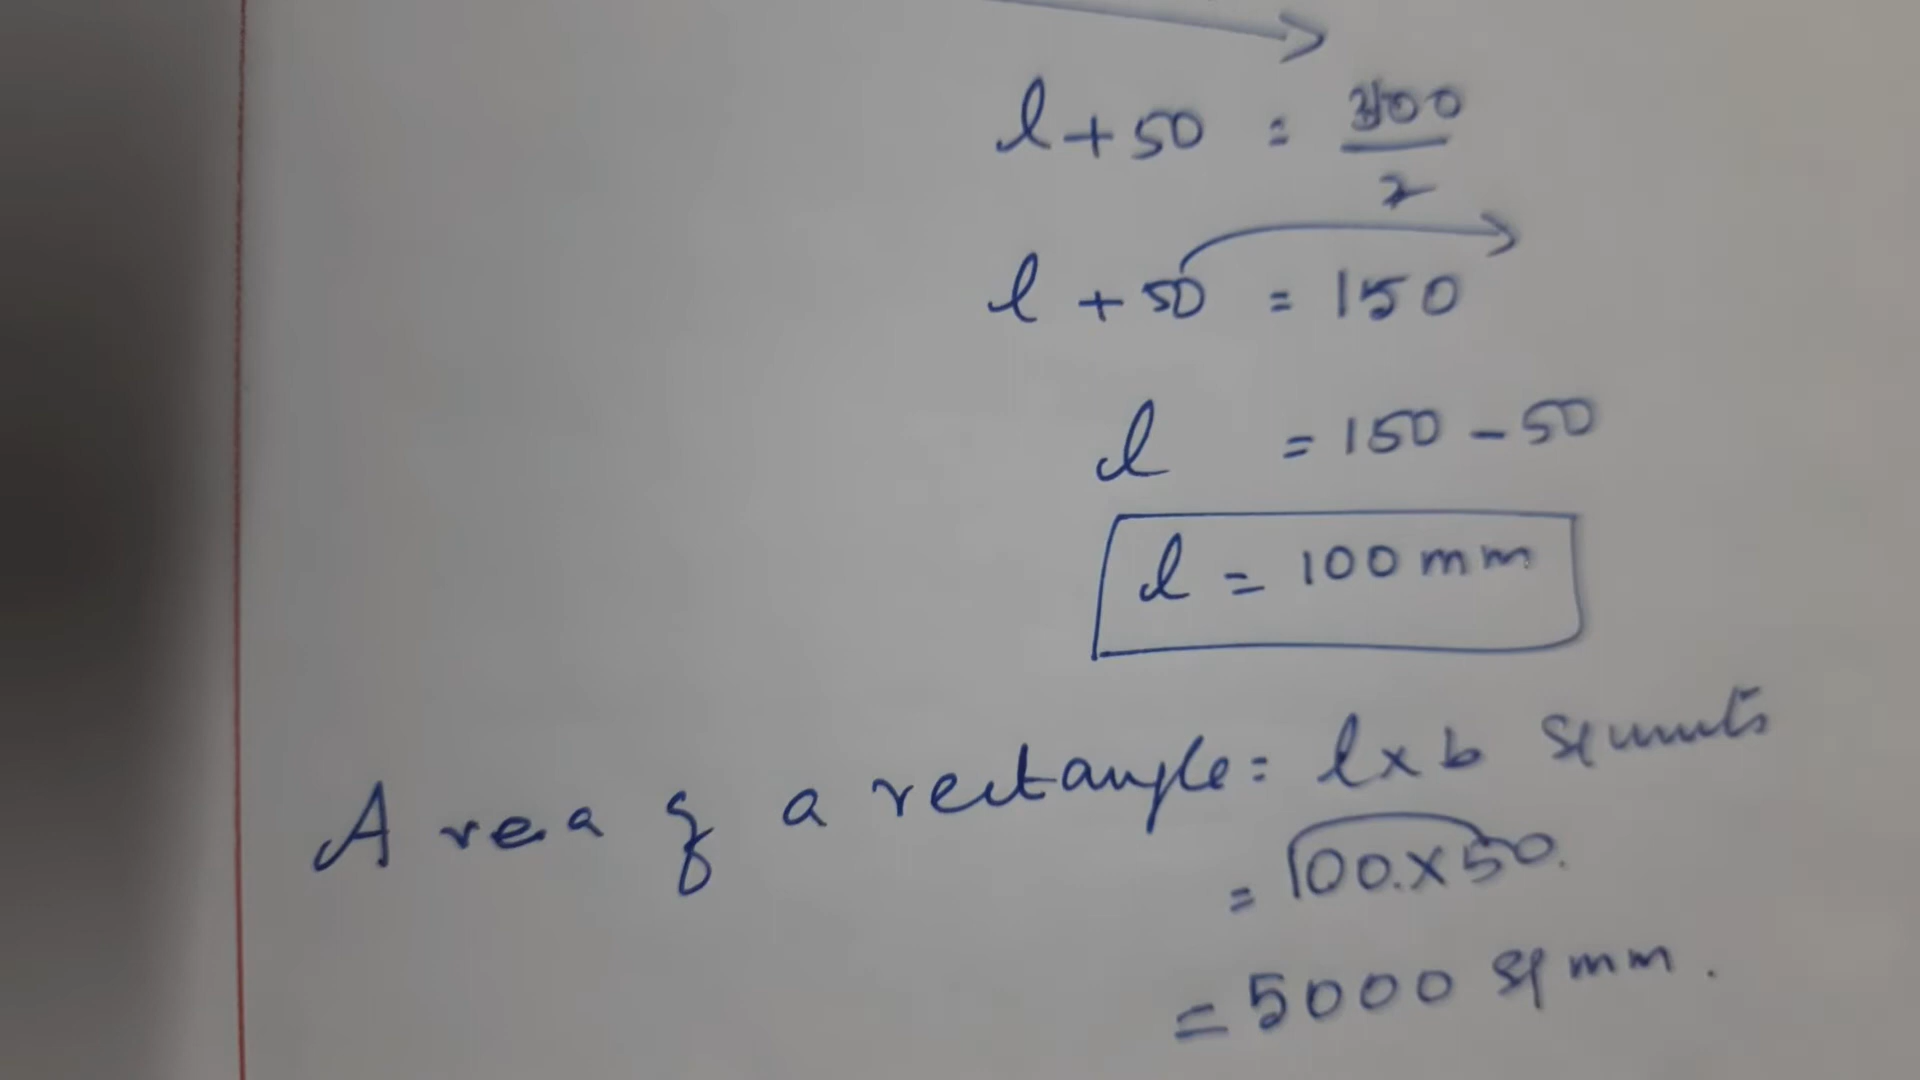 l + 50 = 300/2
l + 50 = 150
l = 150 - 50
l = 100 mm
Area of a rectangle = l x b sq units
= 100 x 50.
= 5000 sq mm.